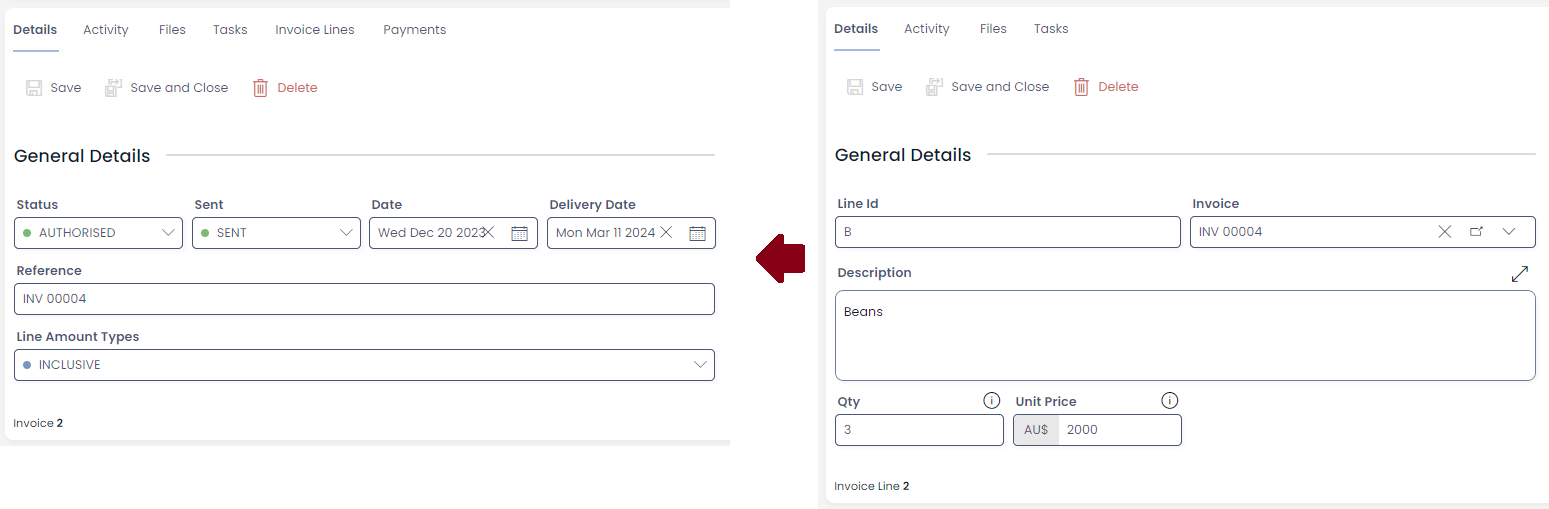 Details Activity Files Tasks Invoice Lines Payments
Save Save and Close Delete
General Details
Status Sent Date Delivery Date
AUTHORISED SENT Wed Dec 20 2023 Mon Mar 11 2024
Reference
INV 00004
Line Amount Types
INCLUSIVE
Invoice 2
Details Activity Files Tasks
Save Save and Close Delete
General Details
Line Id Invoice
B INV 00004
Description
Beans
Qty Unit Price
3 AU$ 2000
Invoice Line 2